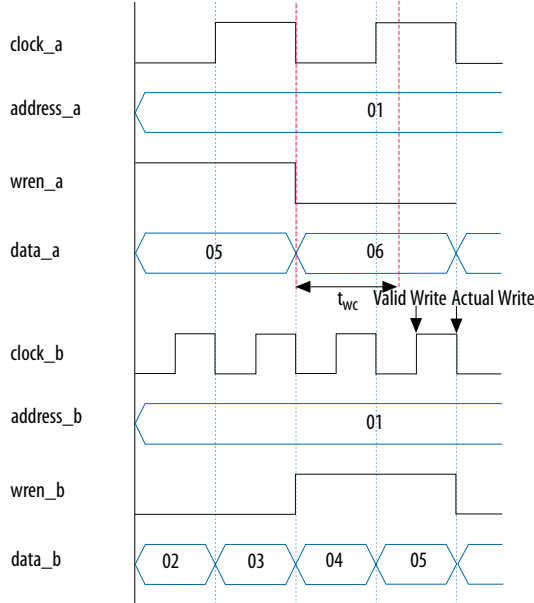 clock_a
address_a 01
wren_a
data_a 05 06
t_wc Valid Write Actual Write
clock_b
address_b 01
wren_b
data_b 02 03 04 05